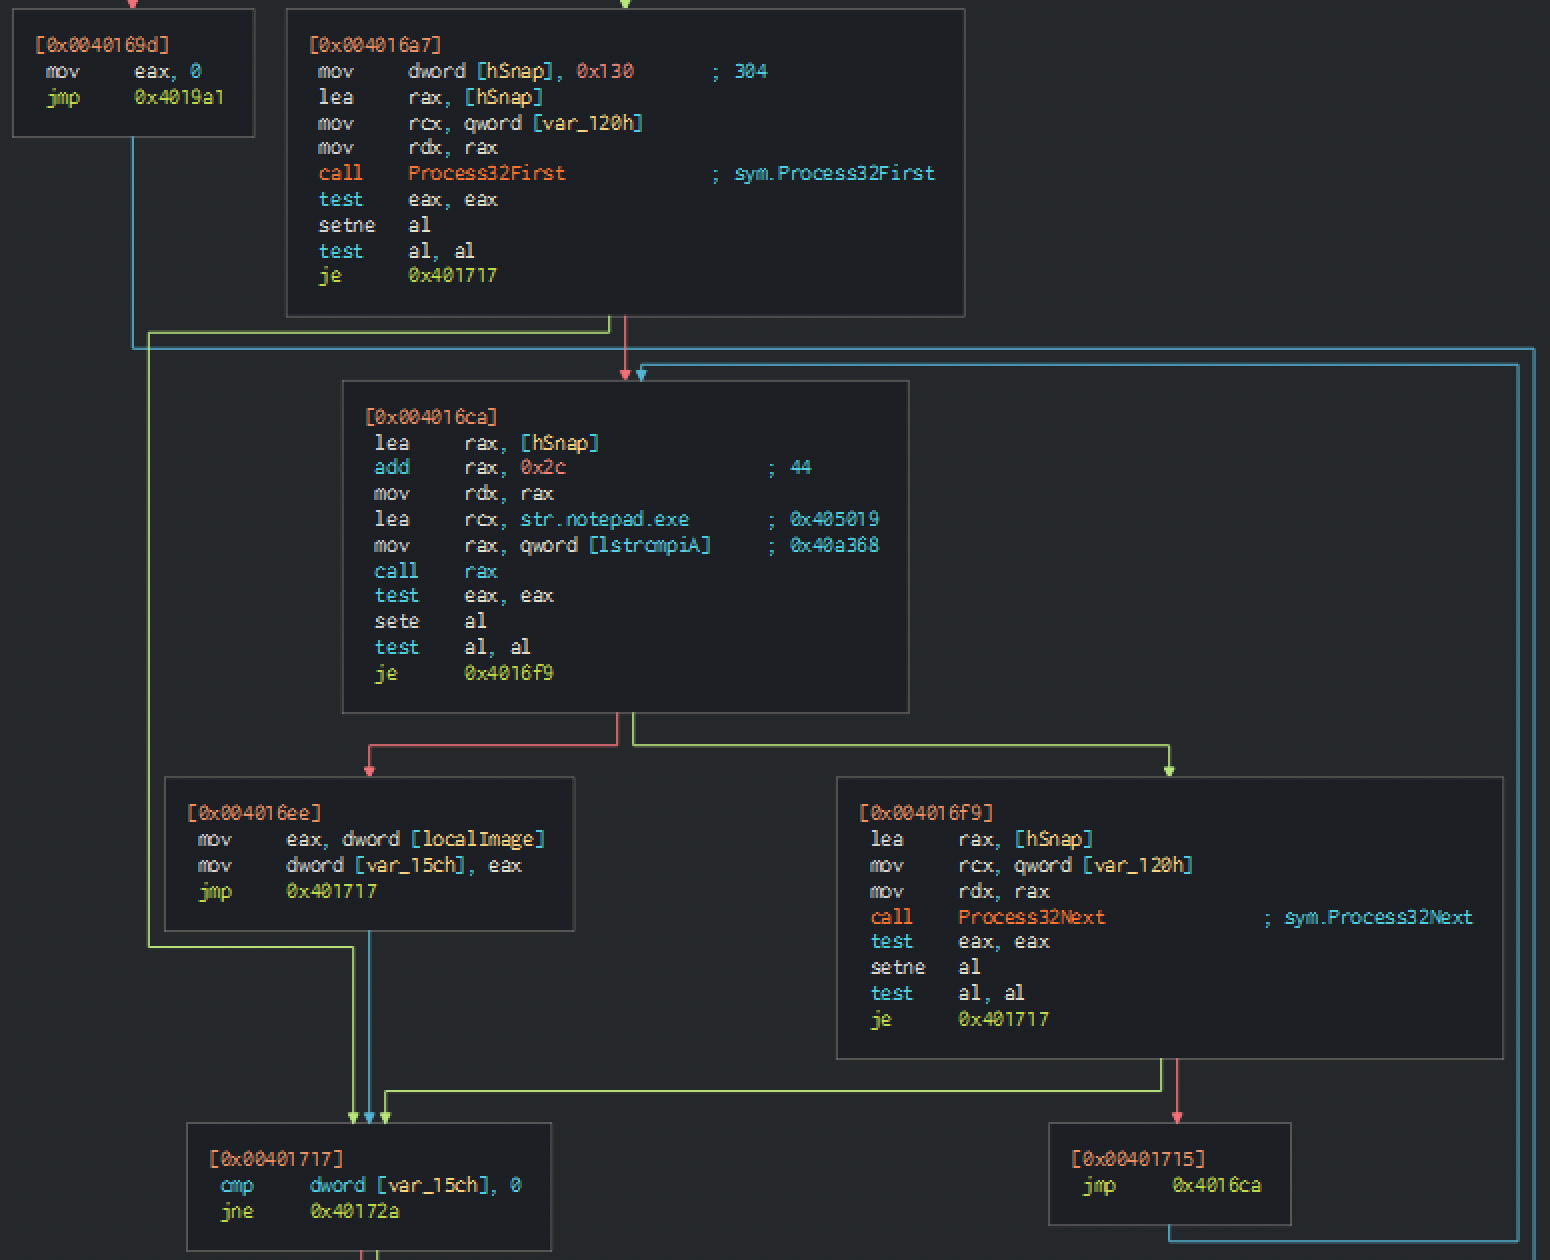 [0x0040169d]
mov eax, 0
jmp 0x4019a1
[0x004016a7]
mov dword [hSnap], 0x130 ; 304
lea rax, [hSnap]
mov rcx, qword [var_120h]
mov rdx, rax
call Process32First ; sym.Process32First
test eax, eax
setne al
test al, al
je 0x401717
[0x004016ca]
lea rax, [hSnap]
add rax, 0x2c ; 44
mov rdx, rax
lea rcx, str.notepad.exe ; 0x405019
mov rax, qword [lstrcmpiA] ; 0x40a368
call rax
test eax, eax
sete al
test al, al
je 0x4016f9
[0x004016ee]
mov eax, dword [localImage]
mov dword [var_15ch], eax
jmp 0x401717
[0x004016f9]
lea rax, [hSnap]
mov rcx, qword [var_120h]
mov rdx, rax
call Process32Next ; sym.Process32Next
test eax, eax
setne al
test al, al
je 0x401717
[0x00401717]
cmp dword [var_15ch], 0
jne 0x40172a
[0x00401715]
jmp 0x4016ca